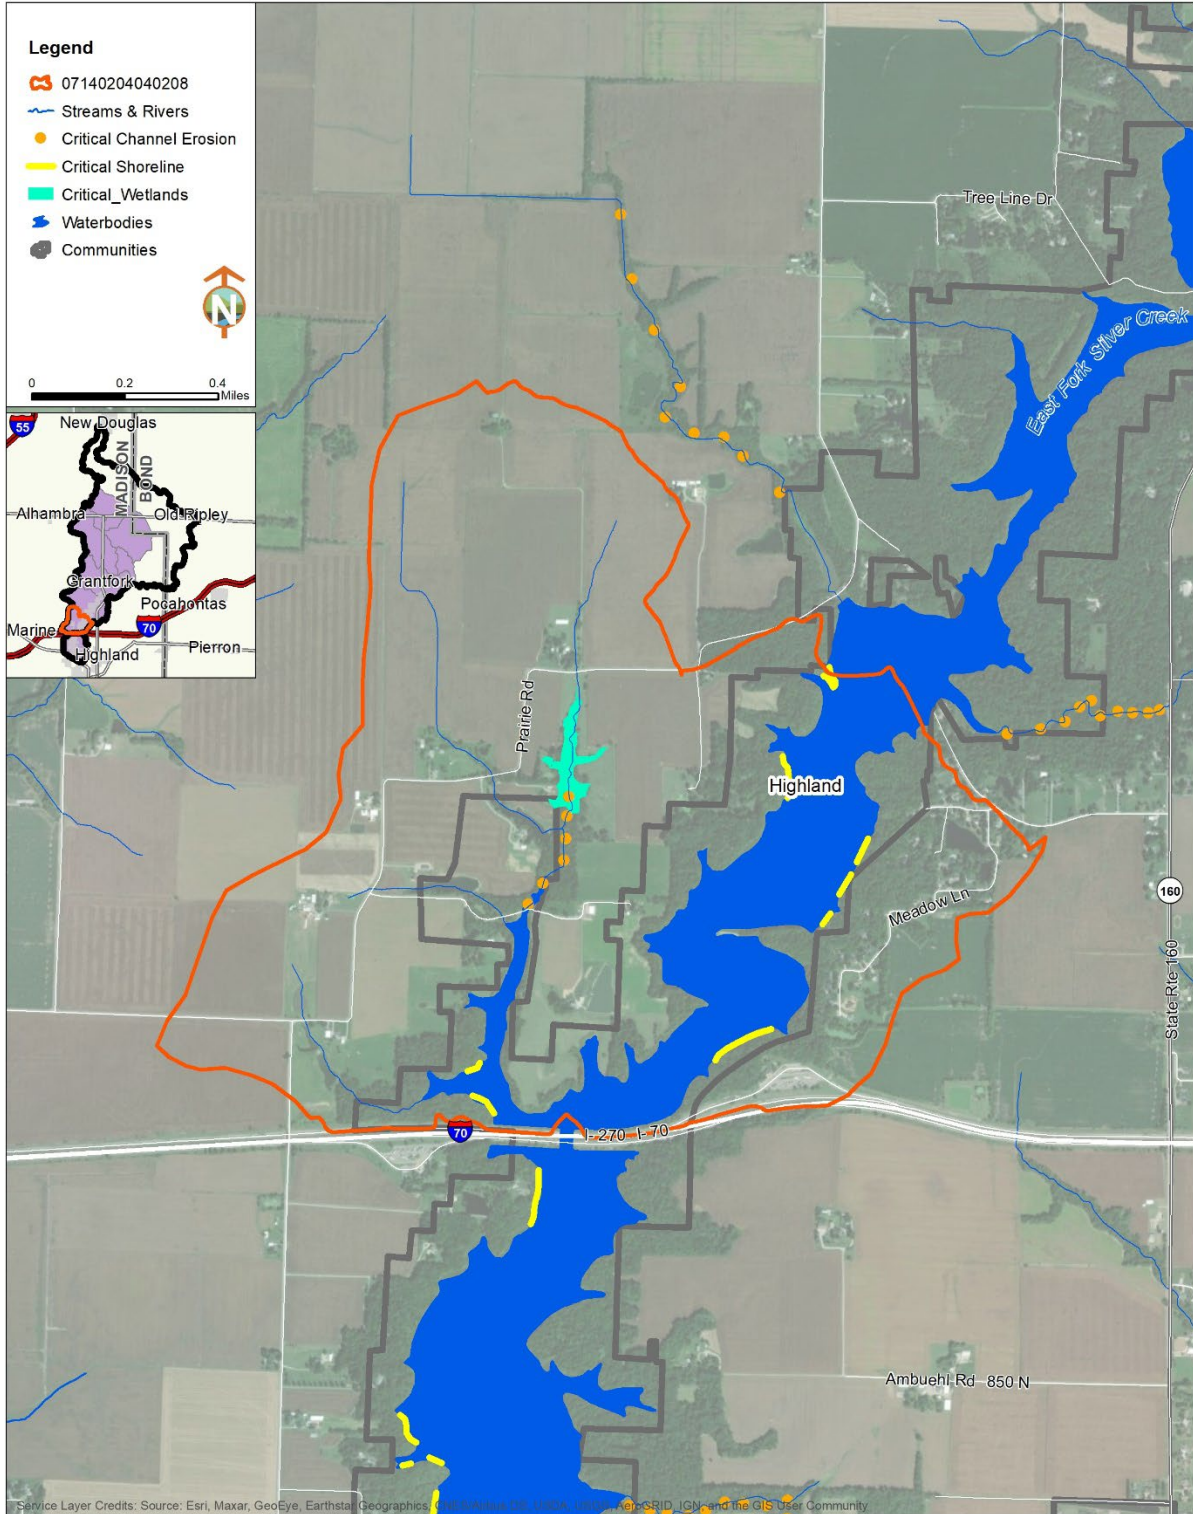 Legend
07140204040208
Streams & Rivers
Critical Channel Erosion
Critical Shoreline
Critical_Wetlands
Waterbodies
Communities
N
0 0.2 0.4
Miles
55
New Douglas
MADISON
BOND
Alhambra
Old Ripley
Grantfork
Pocahontas
Marine
70
Highland
Pierron
Tree Line Dr
East Fork Silver Creek
Prairie Rd
Highland
Meadow Ln
160
State Rte 160
70
I-270 I-70
Ambuehl Rd 850 N
Service Layer Credits: Source: Esri, Maxar, GeoEye, Earthstar Geographics, AeroGRID, IGN, and the GIS User Community